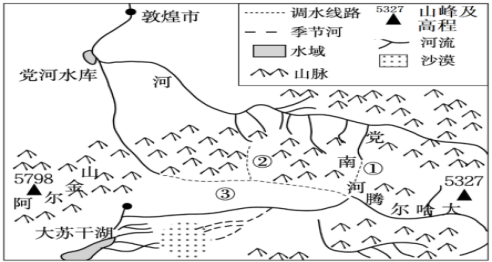 敦煌市
党河水库
河
党
南
河
①
②
③
5798
阿尔金山
5327
大苏干湖
大哈尔腾
调水线路
季节河
水域
山脉
5327
山峰及
高程
河流
沙漠